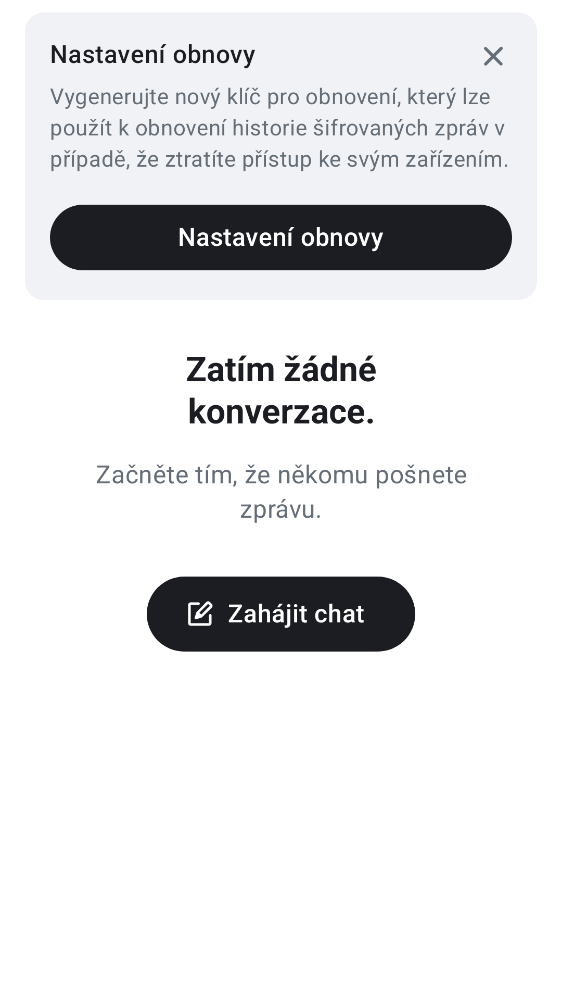 Nastavení obnovy
Vygenerujte nový klíč pro obnovení, který lze
použít k obnovení historie šifrovaných zpráv v
případě, že ztratíte přístup ke svým zařízením.
Nastavení obnovy
Zatím žádné
konverzace.
Začněte tím, že někomu pošnete
zprávu.
Zahájit chat